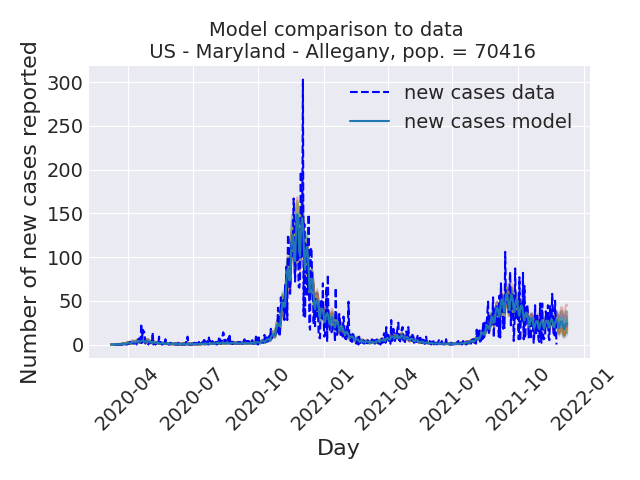 Model comparison to data
US - Maryland - Allegany, pop. = 70416
Number of new cases reported
300
250
200
150
100
50
0
new cases data
new cases model
2020-04
2020-07
2020-10
2021-01
2021-04
2021-07
2021-10
2022-01
Day